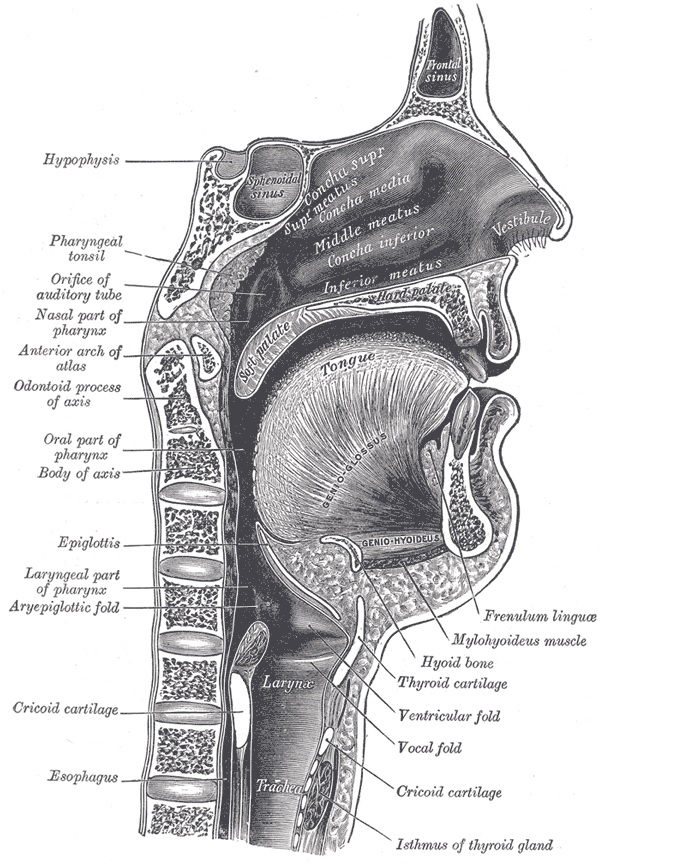 Frontal
sinus
Hypophysis
Sphenoidal
sinus
Concha supr
Supr meatus
Concha media
Middle meatus
Concha inferior
Inferior meatus
Vestibule
Pharyngeal
tonsil
Orifice of
auditory tube
Nasal part of
pharynx
Anterior arch of
atlas
Odontoid process
of axis
Oral part of
pharynx
Body of axis
Epiglottis
Laryngeal part
of pharynx
Aryepiglottic fold
Cricoid cartilage
Esophagus
Hard palate
Soft palate
Tongue
GENIO-GLOSSUS
GENIO-HYOIDEUS
Larynx
Trachea
Frenulum linguæ
Mylohyoideus muscle
Hyoid bone
Thyroid cartilage
Ventricular fold
Vocal fold
Cricoid cartilage
Isthmus of thyroid gland